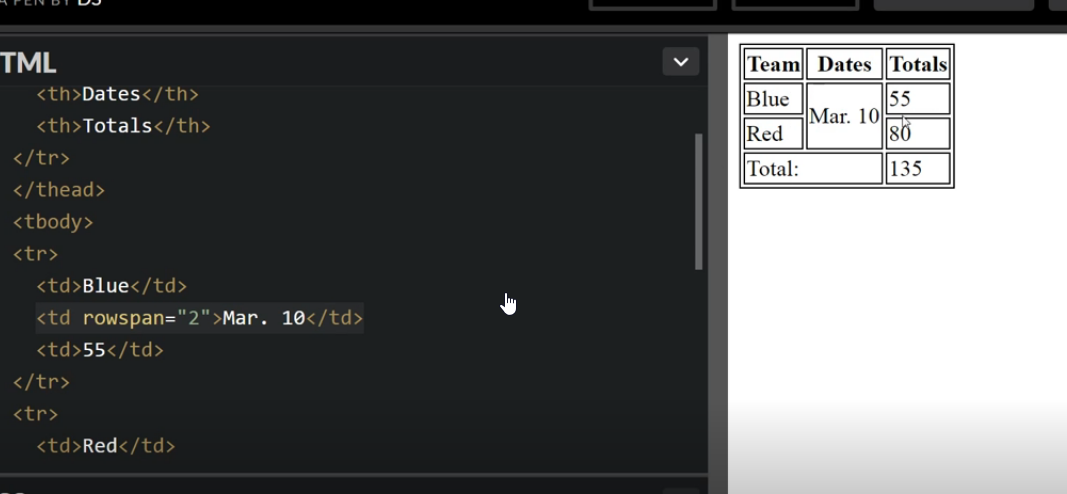 A PEN BY DS
TML
<th>Dates</th>
<th>Totals</th>
</tr>
</thead>
<tbody>
<tr>
<td>Blue</td>
<td rowspan="2">Mar. 10</td>
<td>55</td>
</tr>
<tr>
<td>Red</td>
Team Dates Totals
Blue Mar. 10 55
Red 80
Total: 135